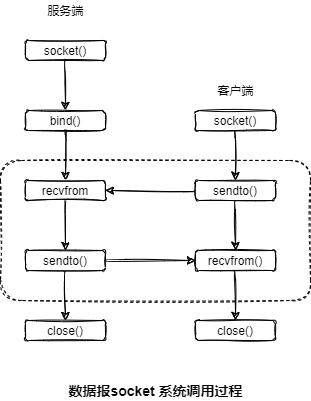 服务端
socket()
客户端
bind()
socket()
recvfrom
sendto()
sendto()
recvfrom()
close()
close()
数据报socket 系统调用过程